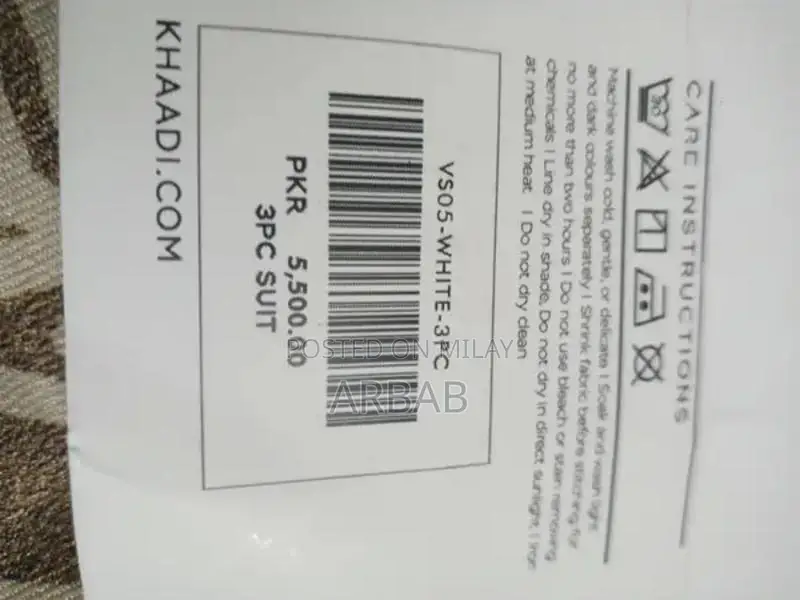 CARE INSTRUCTIONS
Machine wash cold, gentle, or delicate | Soak and wash light
and dark colours separately | Shrink fabric before stitching for
no more than two hours | Do not use bleach or stain removing
chemicals | Line dry in shade, Do not dry in direct sunlight | Iron
at medium heat | Do not dry clean
VS05-WHITE-3PC
PKR 5,500.00
3PC SUIT
KHAADI.COM
POSTED ON MILAY
ARBAB